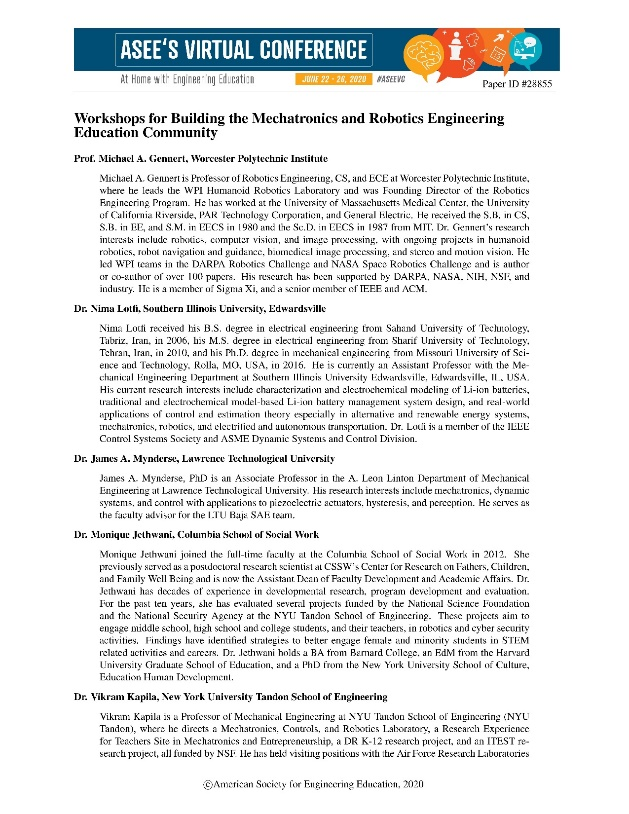 ASEE'S VIRTUAL CONFERENCE
At Home with Engineering Education
JUNE 22 - 26, 2020 #ASEEVC
Paper ID #28855
Workshops for Building the Mechatronics and Robotics Engineering
Education Community
Prof. Michael A. Gennert, Worcester Polytechnic Institute
Michael A. Gennert is Professor of Robotics Engineering, CS, and ECE at Worcester Polytechnic Institute,
where he leads the WPI Humanoid Robotics Laboratory and was Founding Director of the Robotics
Engineering Program. He has worked at the University of Massachusetts Medical Center, the University
of California Riverside, PAR Technology Corporation, and General Electric. He received the S.B. in CS,
S.B. in EE, and S.M. in EECS in 1980 and the Sc.D. in EECS in 1987 from MIT. Dr. Gennert's research
interests include robotics, computer vision, and image processing, with ongoing projects in humanoid
robotics, robot navigation and guidance, biomedical image processing, and stereo and motion vision. He
led WPI teams in the DARPA Robotics Challenge and NASA Space Robotics Challenge and is author
or co-author of over 100 papers. His research has been supported by DARPA, NASA, NIH, NSF, and
industry. He is a member of Sigma Xi, and a senior member of IEEE and ACM.
Dr. Nima Lotfi, Southern Illinois University, Edwardsville
Nima Lotfi received his B.S. degree in electrical engineering from Sahand University of Technology,
Tabriz, Iran, in 2006, his M.S. degree in electrical engineering from Sharif University of Technology,
Tehran, Iran, in 2010, and his Ph.D. degree in mechanical engineering from Missouri University of Sci-
ence and Technology, Rolla, MO, USA, in 2016. He is currently an Assistant Professor with the Me-
chanical Engineering Department at Southern Illinois University Edwardsville, Edwardsville, IL, USA.
His current research interests include characterization and electrochemical modeling of Li-ion batteries,
traditional and electrochemical model-based Li-ion battery management system design, and real-world
applications of control and estimation theory especially in alternative and renewable energy systems,
mechatronics, robotics, and electrified and autonomous transportation. Dr. Lotfi is a member of the IEEE
Control Systems Society and ASME Dynamic Systems and Control Division.
Dr. James A. Mynderse, Lawrence Technological University
James A. Mynderse, PhD is an Associate Professor in the A. Leon Linton Department of Mechanical
Engineering at Lawrence Technological University. His research interests include mechatronics, dynamic
systems, and control with applications to piezoelectric actuators, hysteresis, and perception. He serves as
the faculty advisor for the LTU Baja SAE team.
Dr. Monique Jethwani, Columbia School of Social Work
Monique Jethwani joined the full-time faculty at the Columbia School of Social Work in 2012. She
previously served as a postdoctoral research scientist at CSSW's Center for Research on Fathers, Children,
and Family Well Being and is now the Assistant Dean of Faculty Development and Academic Affairs. Dr.
Jethwani has decades of experience in developmental research, program development and evaluation.
For the past ten years, she has evaluated several projects funded by the National Science Foundation
and the National Security Agency at the NYU Tandon School of Engineering. These projects aim to
engage middle school, high school and college students, and their teachers, in robotics and cyber security
activities. Findings have identified strategies to better engage female and minority students in STEM
related activities and careers. Dr. Jethwani holds a BA from Barnard College, an EdM from the Harvard
University Graduate School of Education, and a PhD from the New York University School of Culture,
Education Human Development.
Dr. Vikram Kapila, New York University Tandon School of Engineering
Vikram Kapila is a Professor of Mechanical Engineering at NYU Tandon School of Engineering (NYU
Tandon), where he directs a Mechatronics, Controls, and Robotics Laboratory, a Research Experience
for Teachers Site in Mechatronics and Entrepreneurship, a DR K-12 research project, and an ITEST re-
search project, all funded by NSF. He has held visiting positions with the Air Force Research Laboratories
©American Society for Engineering Education, 2020